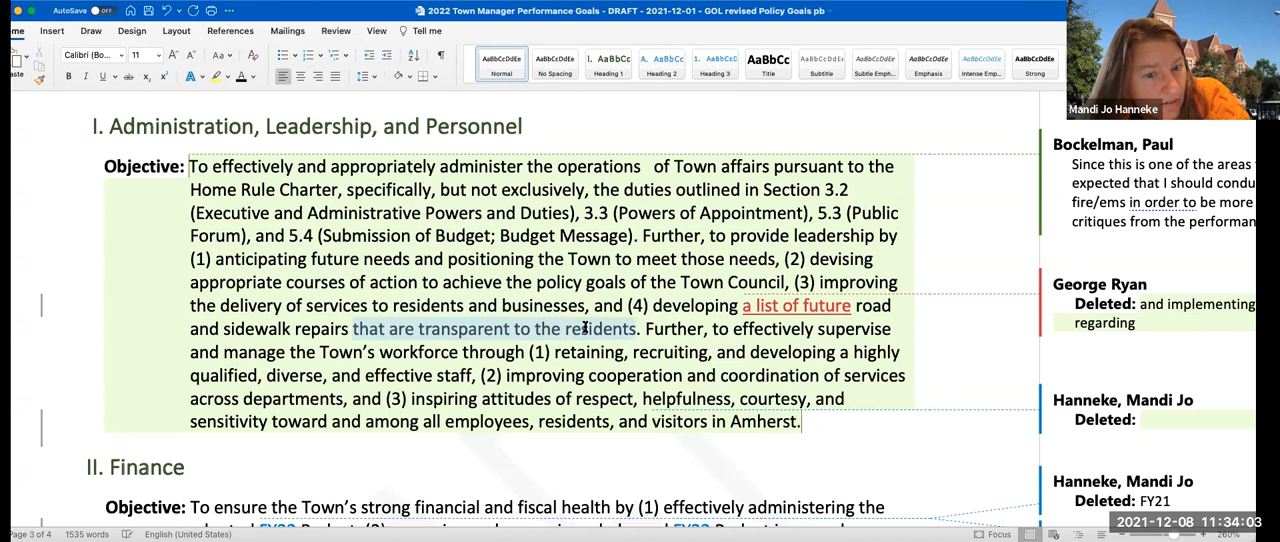 AutoSave OFF
2022 Town Manager Performance Goals - DRAFT - 2021-12-01 - GOL revised Policy Goals pb
Insert Draw Design Layout References Mailings Review View Tell me
Calibri (Bo... 11
AaBbCcDdEe Normal
AaBbCcDdEe No Spacing
Heading 1
Heading 2
Heading 3
AaBbCc Title
Subtitle
Subtle Emph...
AaBbCcDdEe Emphasis
Intense Emp...
AaBbCcDdEe Strong
Mandi Jo Hanneke
I. Administration, Leadership, and Personnel
Objective: To effectively and appropriately administer the operations of Town affairs pursuant to the
Home Rule Charter, specifically, but not exclusively, the duties outlined in Section 3.2
(Executive and Administrative Powers and Duties), 3.3 (Powers of Appointment), 5.3 (Public
Forum), and 5.4 (Submission of Budget; Budget Message). Further, to provide leadership by
(1) anticipating future needs and positioning the Town to meet those needs, (2) devising
appropriate courses of action to achieve the policy goals of the Town Council, (3) improving
the delivery of services to residents and businesses, and (4) developing a list of future road
and sidewalk repairs that are transparent to the residents. Further, to effectively supervise
and manage the Town's workforce through (1) retaining, recruiting, and developing a highly
qualified, diverse, and effective staff, (2) improving cooperation and coordination of services
across departments, and (3) inspiring attitudes of respect, helpfulness, courtesy, and
sensitivity toward and among all employees, residents, and visitors in Amherst.
II. Finance
Objective: To ensure the Town's strong financial and fiscal health by (1) effectively administering the
Bockelman, Paul
Since this is one of the areas
expected that I should condu
fire/ems in order to be more
critiques from the performan
George Ryan
Deleted: and implementing
regarding
Hanneke, Mandi Jo
Deleted:
Hanneke, Mandi Jo
Deleted: FY21
2021-12-08 11:34:03
Page 3 of 4 1535 words English (United States) Focus 260%